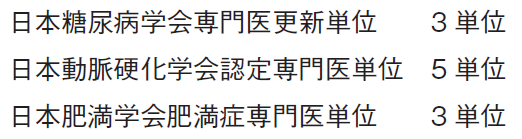 日本糖尿病学会専門医更新単位　3 単位
日本動脈硬化学会認定専門医単位　5 単位
日本肥満学会肥満症専門医単位　3 単位